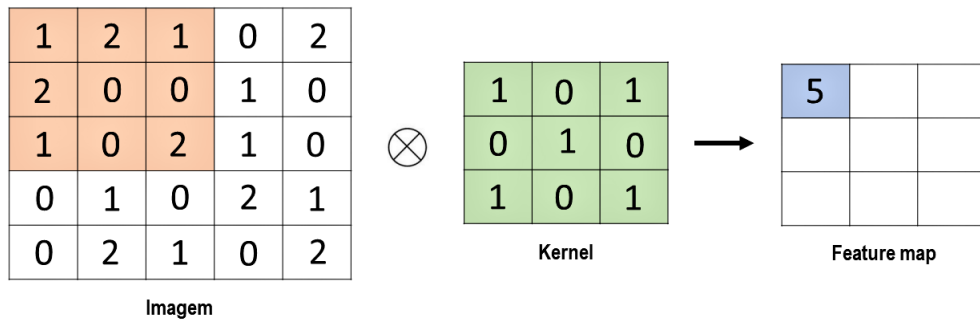 1 2 1 0 2
2 0 0 1 0
1 0 2 1 0
0 1 0 2 1
0 2 1 0 2
Imagem
1 0 1
0 1 0
1 0 1
Kernel
5
Feature map